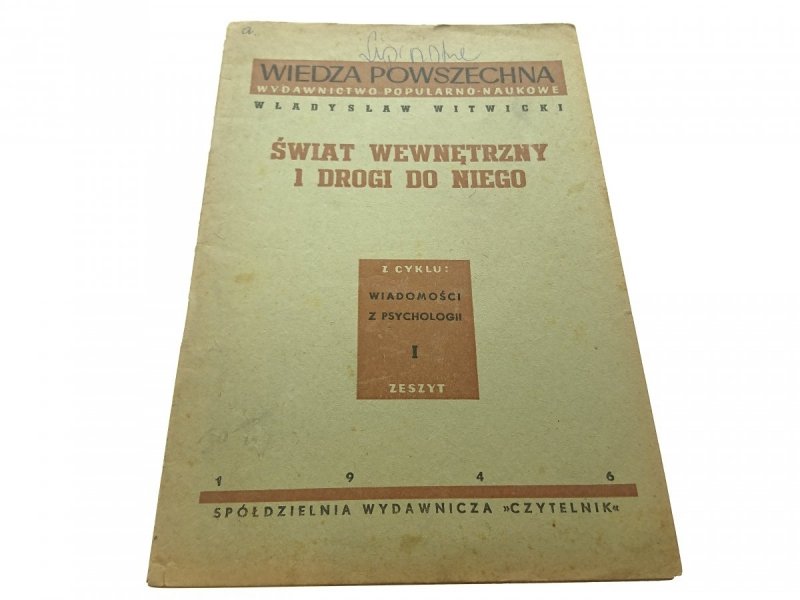 a.
WIEDZA POWSZECHNA
WYDAWNICTWO POPULARNO-NAUKOWE
WŁADYSŁAW WITWICKI
ŚWIAT WEWNĘTRZNY
I DROGI DO NIEGO
Z CYKLU:
WIADOMOŚCI
Z PSYCHOLOGII
I
ZESZYT
1 9 4 6
SPÓŁDZIELNIA WYDAWNICZA »CZYTELNIK«